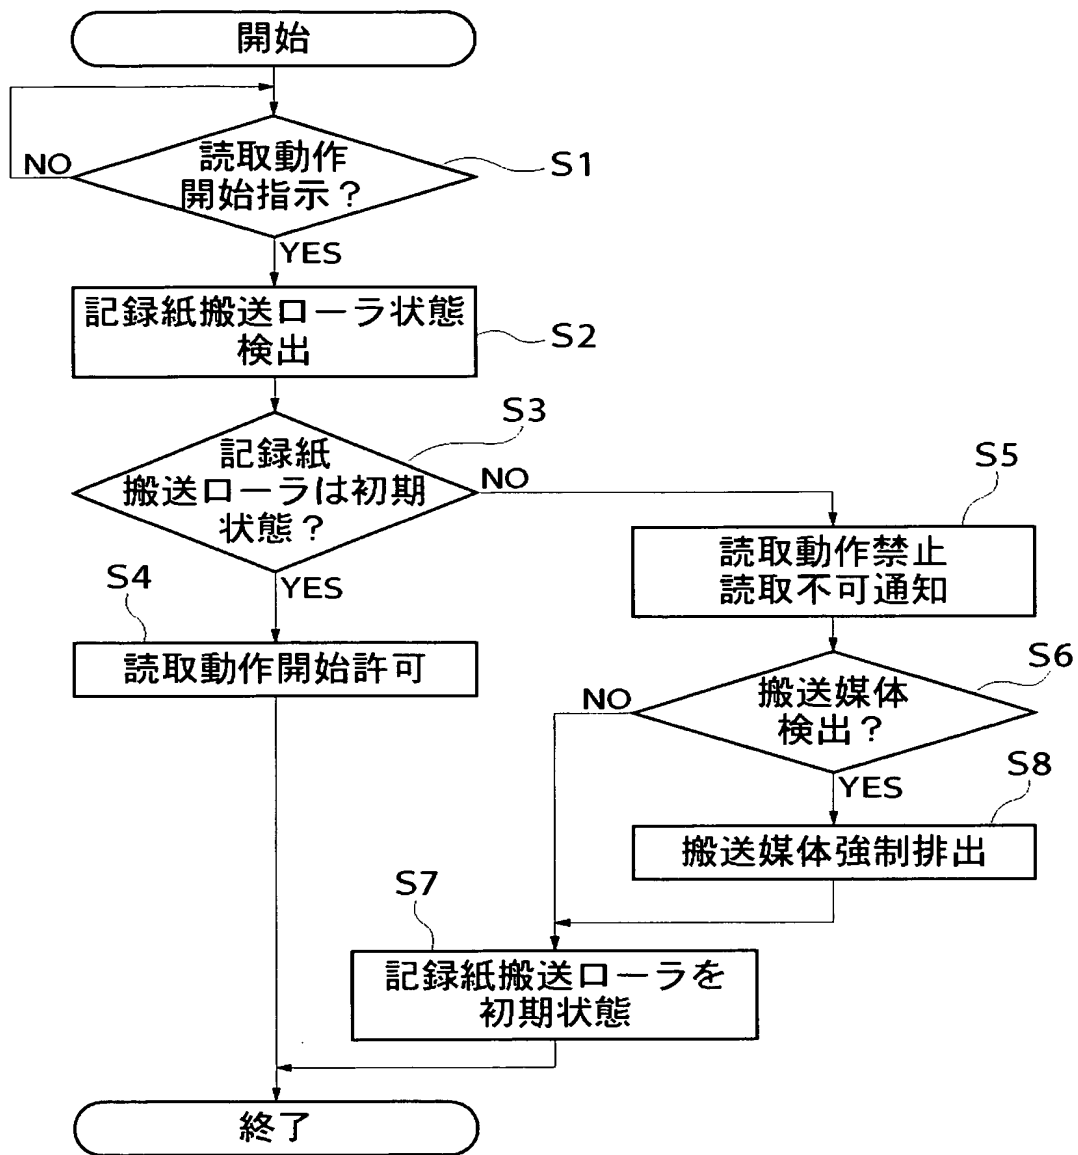 開始
NO
読取動作
開始指示？
S1
YES
記録紙搬送ローラ状態
検出
S2
S3
記録紙
搬送ローラは初期
状態？
NO
YES
S5
読取動作禁止
読取不可通知
S4
読取動作開始許可
S6
NO
搬送媒体
検出？
YES
S8
搬送媒体強制排出
S7
記録紙搬送ローラを
初期状態
終了